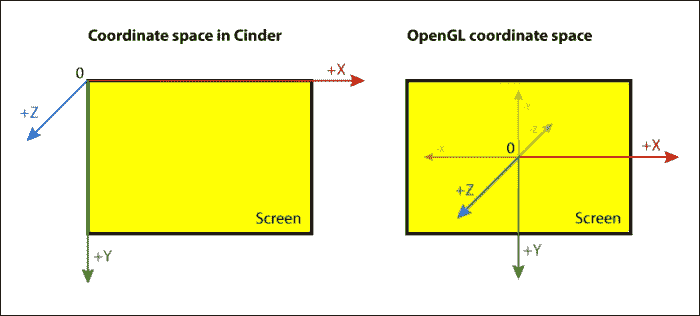 Coordinate space in Cinder
OpenGL coordinate space
0
+X
+Z
Screen
+Y
-Y
-Z
-X
0
+X
+Z
Screen
+Y